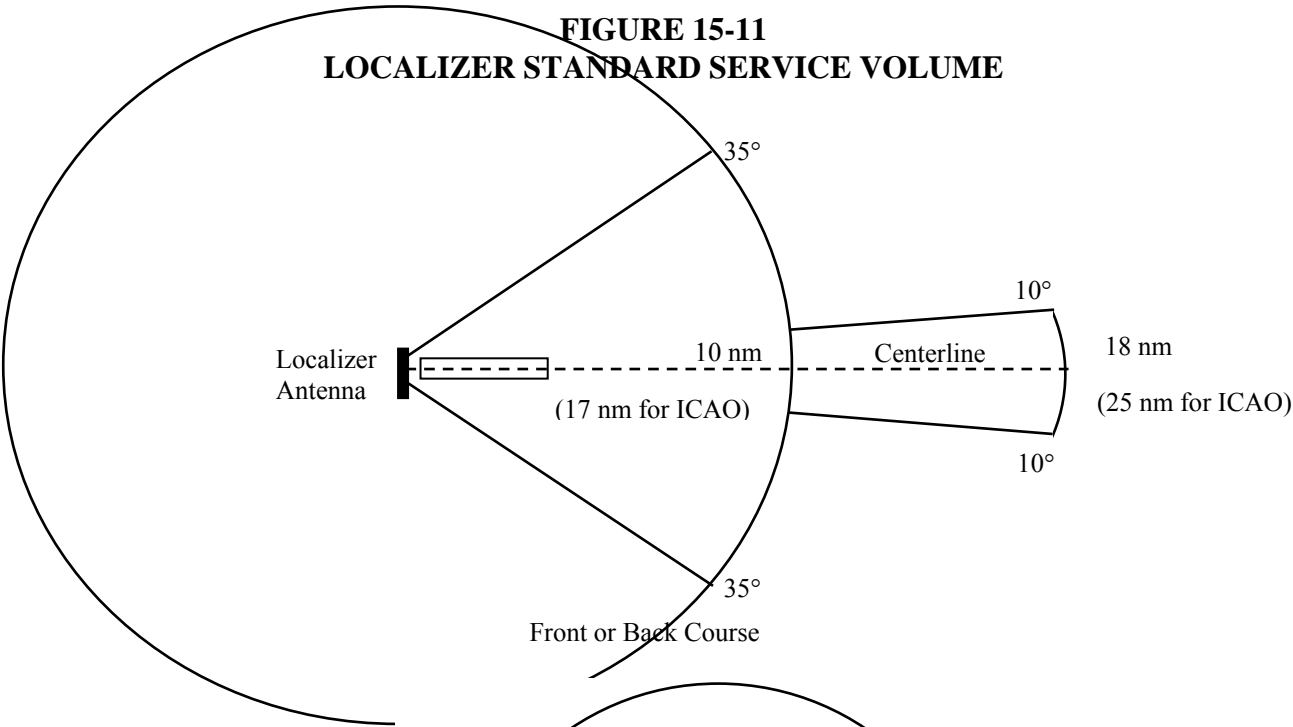 FIGURE 15-11
LOCALIZER STANDARD SERVICE VOLUME
35°
10°
Localizer
Antenna
10 nm
Centerline
18 nm
(17 nm for ICAO)
(25 nm for ICAO)
10°
35°
Front or Back Course